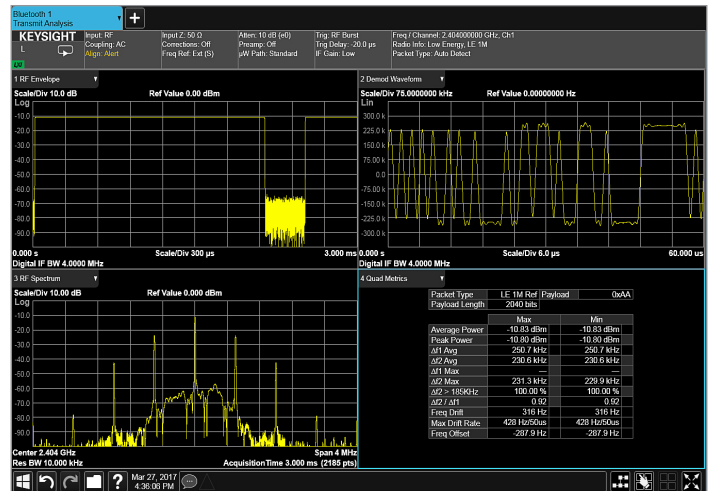 Bluetooth 1
Transmit Analysis
KEYSIGHT
L
LXI
Input: RF
Coupling: AC
Align: Alert
Input Z: 50 Ω
Corrections: Off
Freq Ref: Ext (S)
Atten: 10 dB (e0)
Preamp: Off
µW Path: Standard
Trig: RF Burst
Trig Delay: -20.0 µs
IF Gain: Low
Freq / Channel: 2.404000000 GHz, Ch1
Radio Info: Low Energy, LE 1M
Packet Type: Auto Detect
1 RF Envelope
Scale/Div 10.0 dB Ref Value 0.00 dBm
Log
-10.0
-20.0
-30.0
-40.0
-50.0
-60.0
-70.0
-80.0
-90.0
0.000 s Scale/Div 300 µs 3.000 ms
Digital IF BW 4.0000 MHz
2 Demod Waveform
Scale/Div 75.0000000 kHz Ref Value 0.00000000 Hz
Lin
300.0 k
225.0 k
150.0 k
75.00 k
0.0
-75.00 k
-150.0 k
-225.0 k
-300.0 k
0.000 s Scale/Div 6.0 µs 60.000 us
Digital IF BW 4.0000 MHz
3 RF Spectrum
Scale/Div 10.00 dB Ref Value 0.000 dBm
Log
-10.0
-20.0
-30.0
-40.0
-50.0
-60.0
-70.0
-80.0
-90.0
Center 2.404 GHz Span 4 MHz
Res BW 10.000 kHz Acquisition Time 3.000 ms (2185 pts)
4 Quad Metrics
Packet Type LE 1M Ref Payload 0xAA
Payload Length 2040 bits
Max Min
Average Power -10.83 dBm -10.83 dBm
Peak Power -10.80 dBm -10.80 dBm
Δf1 Avg 250.7 kHz 250.7 kHz
Δf2 Avg 230.6 kHz 230.6 kHz
Δf1 Max — —
Δf2 Max 231.3 kHz 229.9 kHz
Δf2 > 185KHz 100.00 % 100.00 %
Δf2 / Δf1 0.92 0.92
Freq Drift 316 Hz 316 Hz
Max Drift Rate 428 Hz/50us 428 Hz/50us
Freq Offset -287.9 Hz -287.9 Hz
Mar 27, 2017
4:36:06 PM